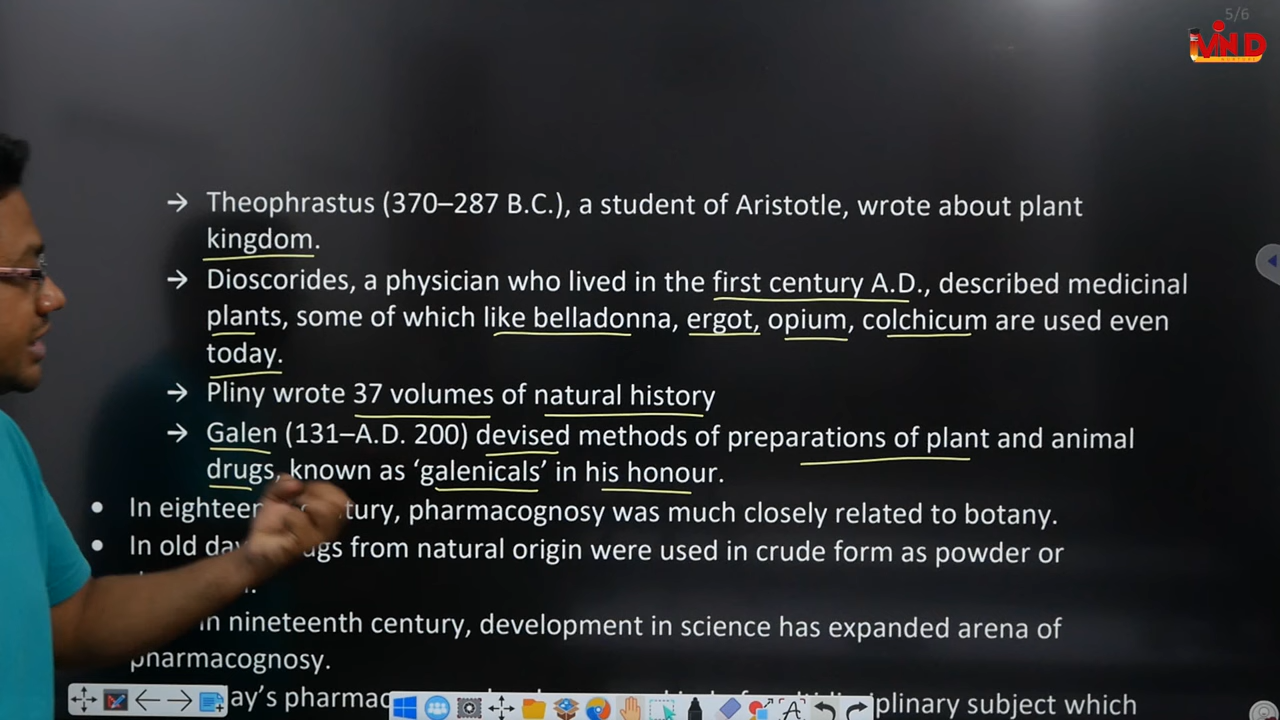 5/6
ViND
→ Theophrastus (370–287 B.C.), a student of Aristotle, wrote about plant
kingdom.
→ Dioscorides, a physician who lived in the first century A.D., described medicinal
plants, some of which like belladonna, ergot, opium, colchicum are used even
today.
→ Pliny wrote 37 volumes of natural history
→ Galen (131–A.D. 200) devised methods of preparations of plant and animal
drugs, known as ‘galenicals’ in his honour.
• In eighteen tury, pharmacognosy was much closely related to botany.
• In old day ugs from natural origin were used in crude form as powder or
In nineteenth century, development in science has expanded arena of
pharmacognosy.
ay’s pharmac plinary subject which